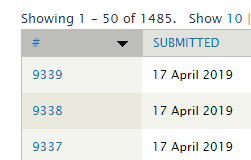 Showing 1 - 50 of 1485. Show 10 |
# SUBMITTED
9339 17 April 2019
9338 17 April 2019
9337 17 April 2019